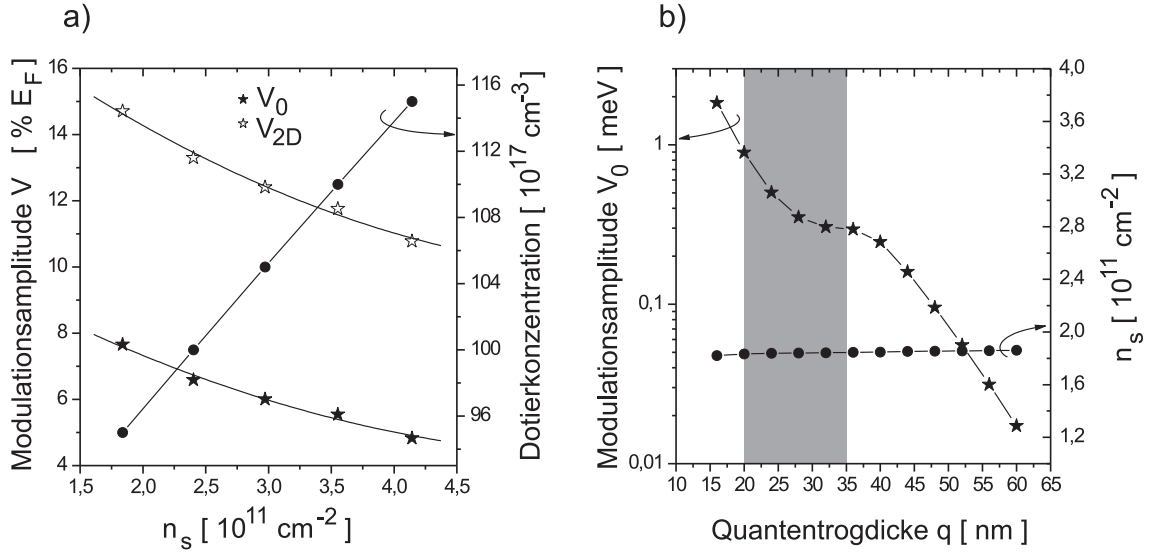 a)
Modulationsamplitude V [ % E_F ]
16
14
12
10
8
6
4
V_0
V_2D
116
112
108
104
100
96
Dotierkonzentration [ 10^17 cm^-3 ]
1,5 2,0 2,5 3,0 3,5 4,0 4,5
n_s [ 10^11 cm^-2 ]
b)
Modulationsamplitude V_0 [ meV ]
1
0,1
0,01
4,0
3,6
3,2
2,8
2,4
2,0
1,6
1,2
n_s [ 10^11 cm^-2 ]
10 15 20 25 30 35 40 45 50 55 60 65
Quantentrogdicke q [ nm ]